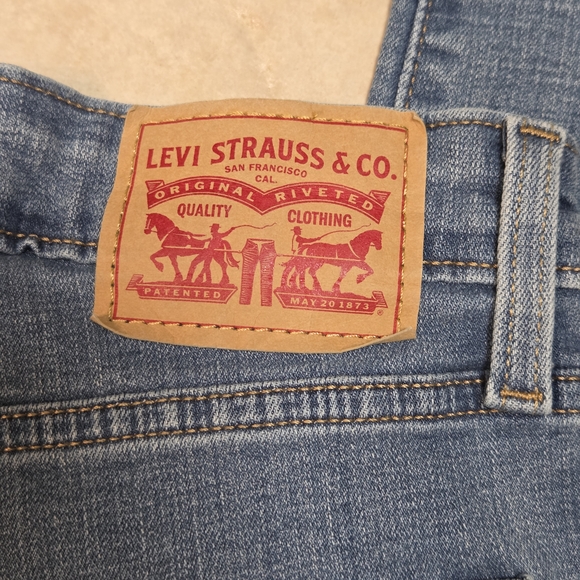 LEVI STRAUSS & CO.
SAN FRANCISCO
CAL.
ORIGINAL RIVETED
QUALITY CLOTHING
PATENTED MAY 20 1873 ®